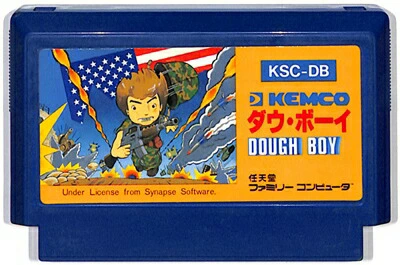 KSC-DB
KEMCO
ダウ・ボーイ
DOUGH BOY
任天堂
ファミリー コンピュータ
Under License from Synapse Software.